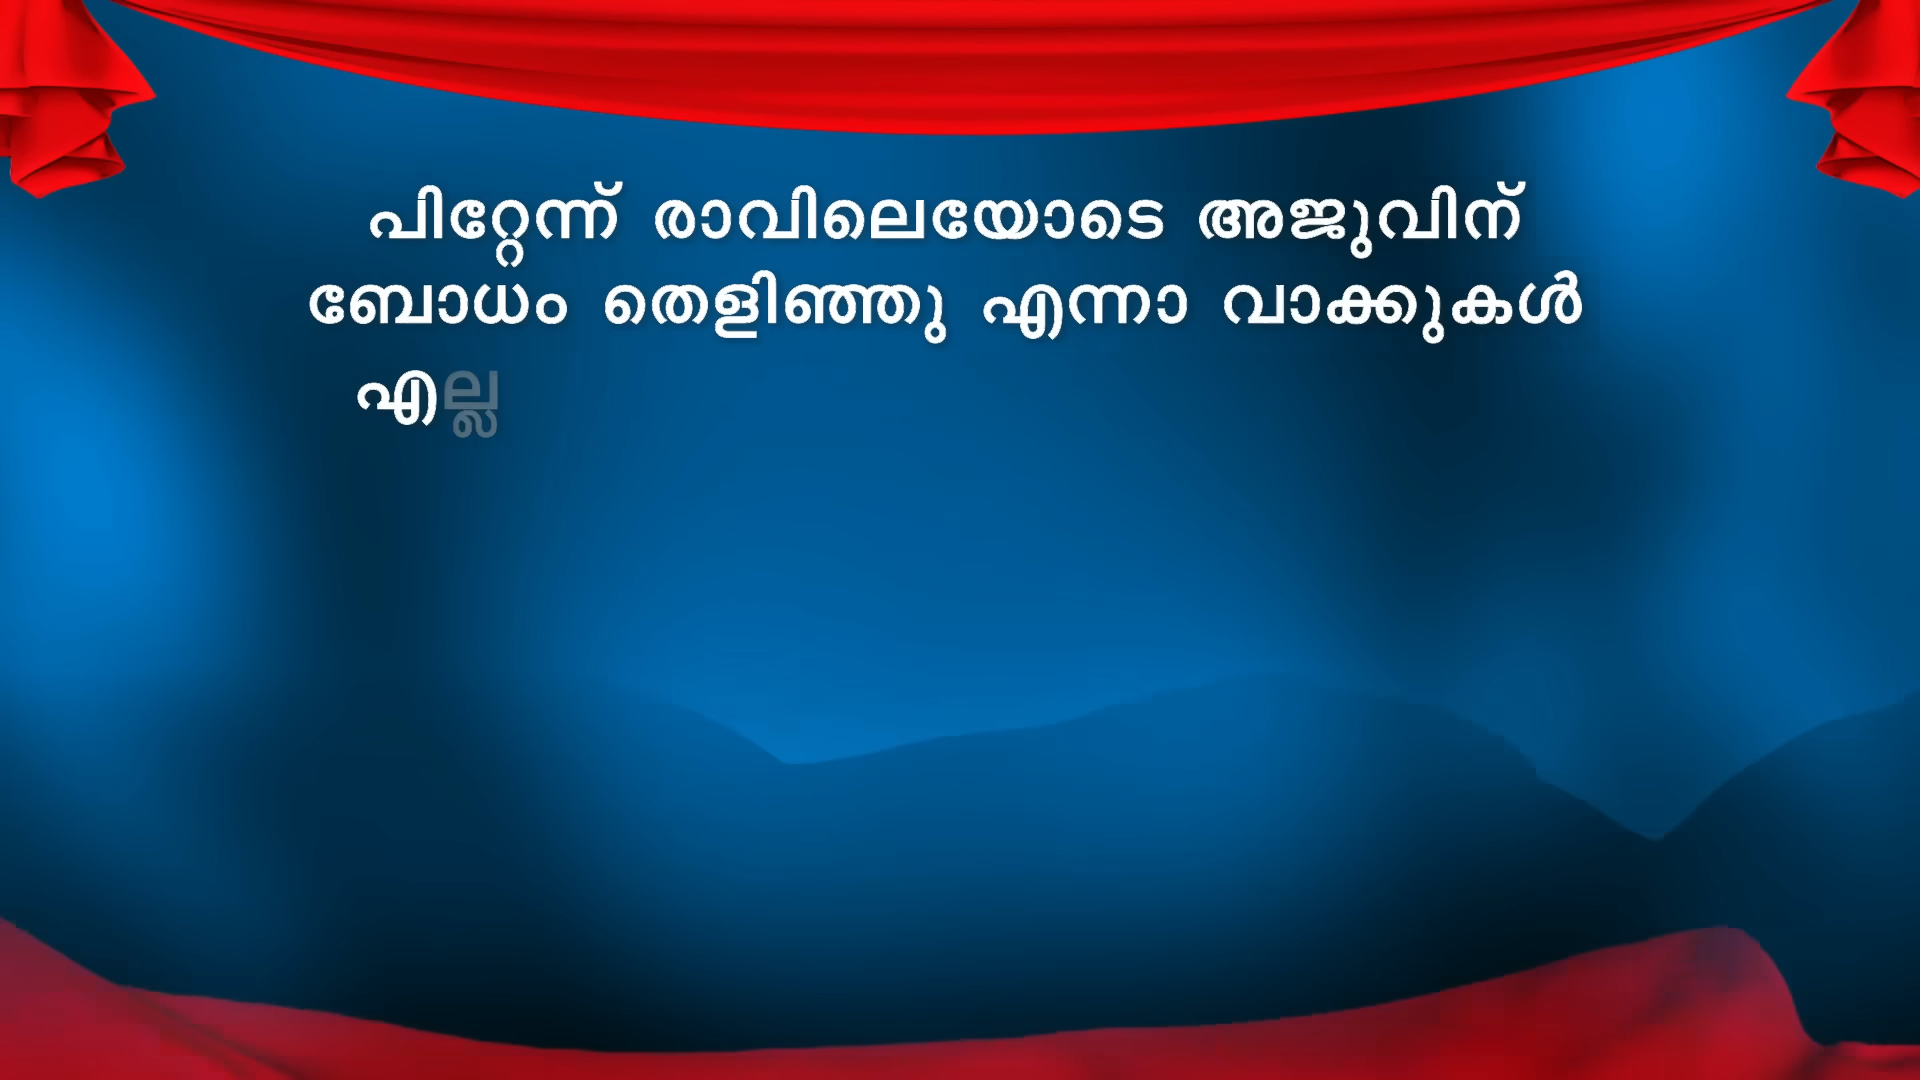 പിറ്റേന്ന് രാവിലെയോടെ അജുവിന്
ബോധം തെളിഞ്ഞു എന്നാ വാക്കുകൾ
എല്ല